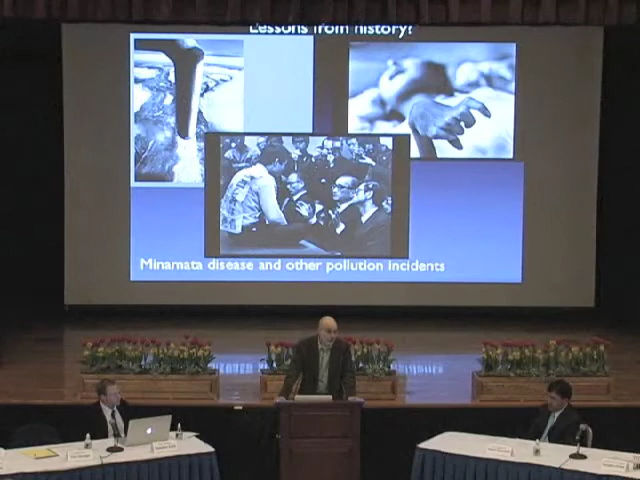 Lessons from history?
Minamata disease and other pollution incidents